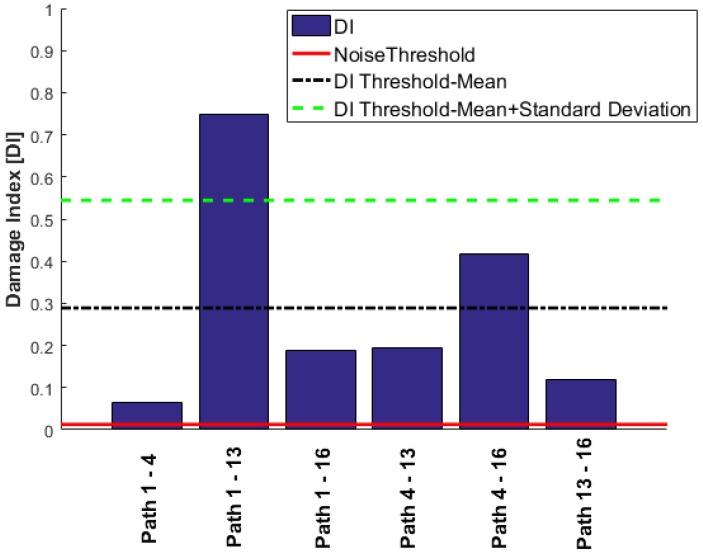 1
0.9
0.8
0.7
0.6
0.5
0.4
0.3
0.2
0.1
0
Damage Index [DI]
DI
NoiseThreshold
DI Threshold-Mean
DI Threshold-Mean+Standard Deviation
Path 1 - 4
Path 1 - 13
Path 1 - 16
Path 4 - 13
Path 4 - 16
Path 13 - 16